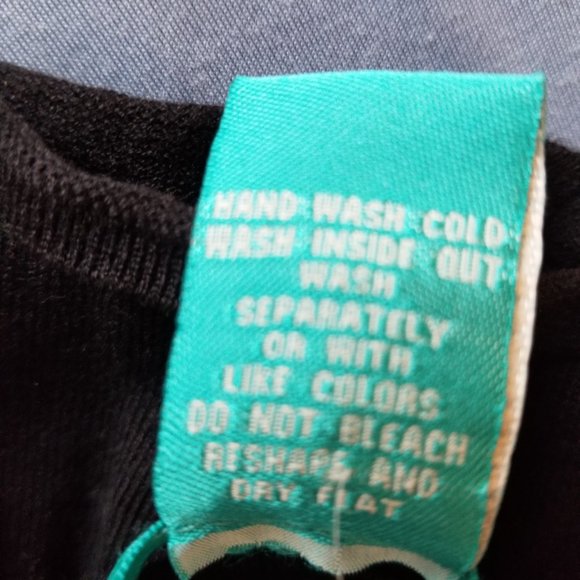 HAND WASH COLD
WASH INSIDE OUT
WASH
SEPARATELY
OR WITH
LIKE COLORS
DO NOT BLEACH
RESHAPE AND
DRY FLAT